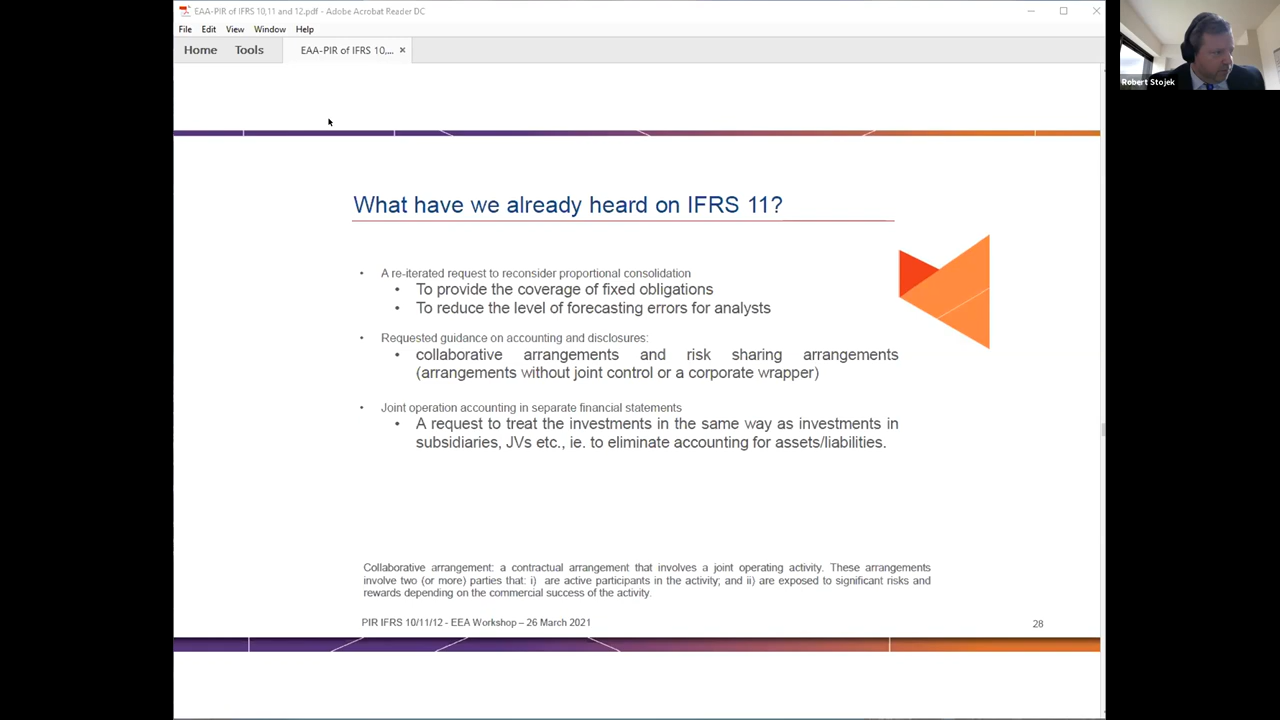 EAA-PIR of IFRS 10,11 and 12.pdf - Adobe Acrobat Reader DC
File Edit View Window Help
Home Tools EAA-PIR of IFRS 10,... ×
Robert Stojek
What have we already heard on IFRS 11?
• A re-iterated request to reconsider proportional consolidation
• To provide the coverage of fixed obligations
• To reduce the level of forecasting errors for analysts
• Requested guidance on accounting and disclosures:
• collaborative arrangements and risk sharing arrangements
(arrangements without joint control or a corporate wrapper)
• Joint operation accounting in separate financial statements
• A request to treat the investments in the same way as investments in
subsidiaries, JVs etc., ie. to eliminate accounting for assets/liabilities.
Collaborative arrangement: a contractual arrangement that involves a joint operating activity. These arrangements
involve two (or more) parties that: i) are active participants in the activity; and ii) are exposed to significant risks and
rewards depending on the commercial success of the activity.
PIR IFRS 10/11/12 - EEA Workshop – 26 March 2021
28